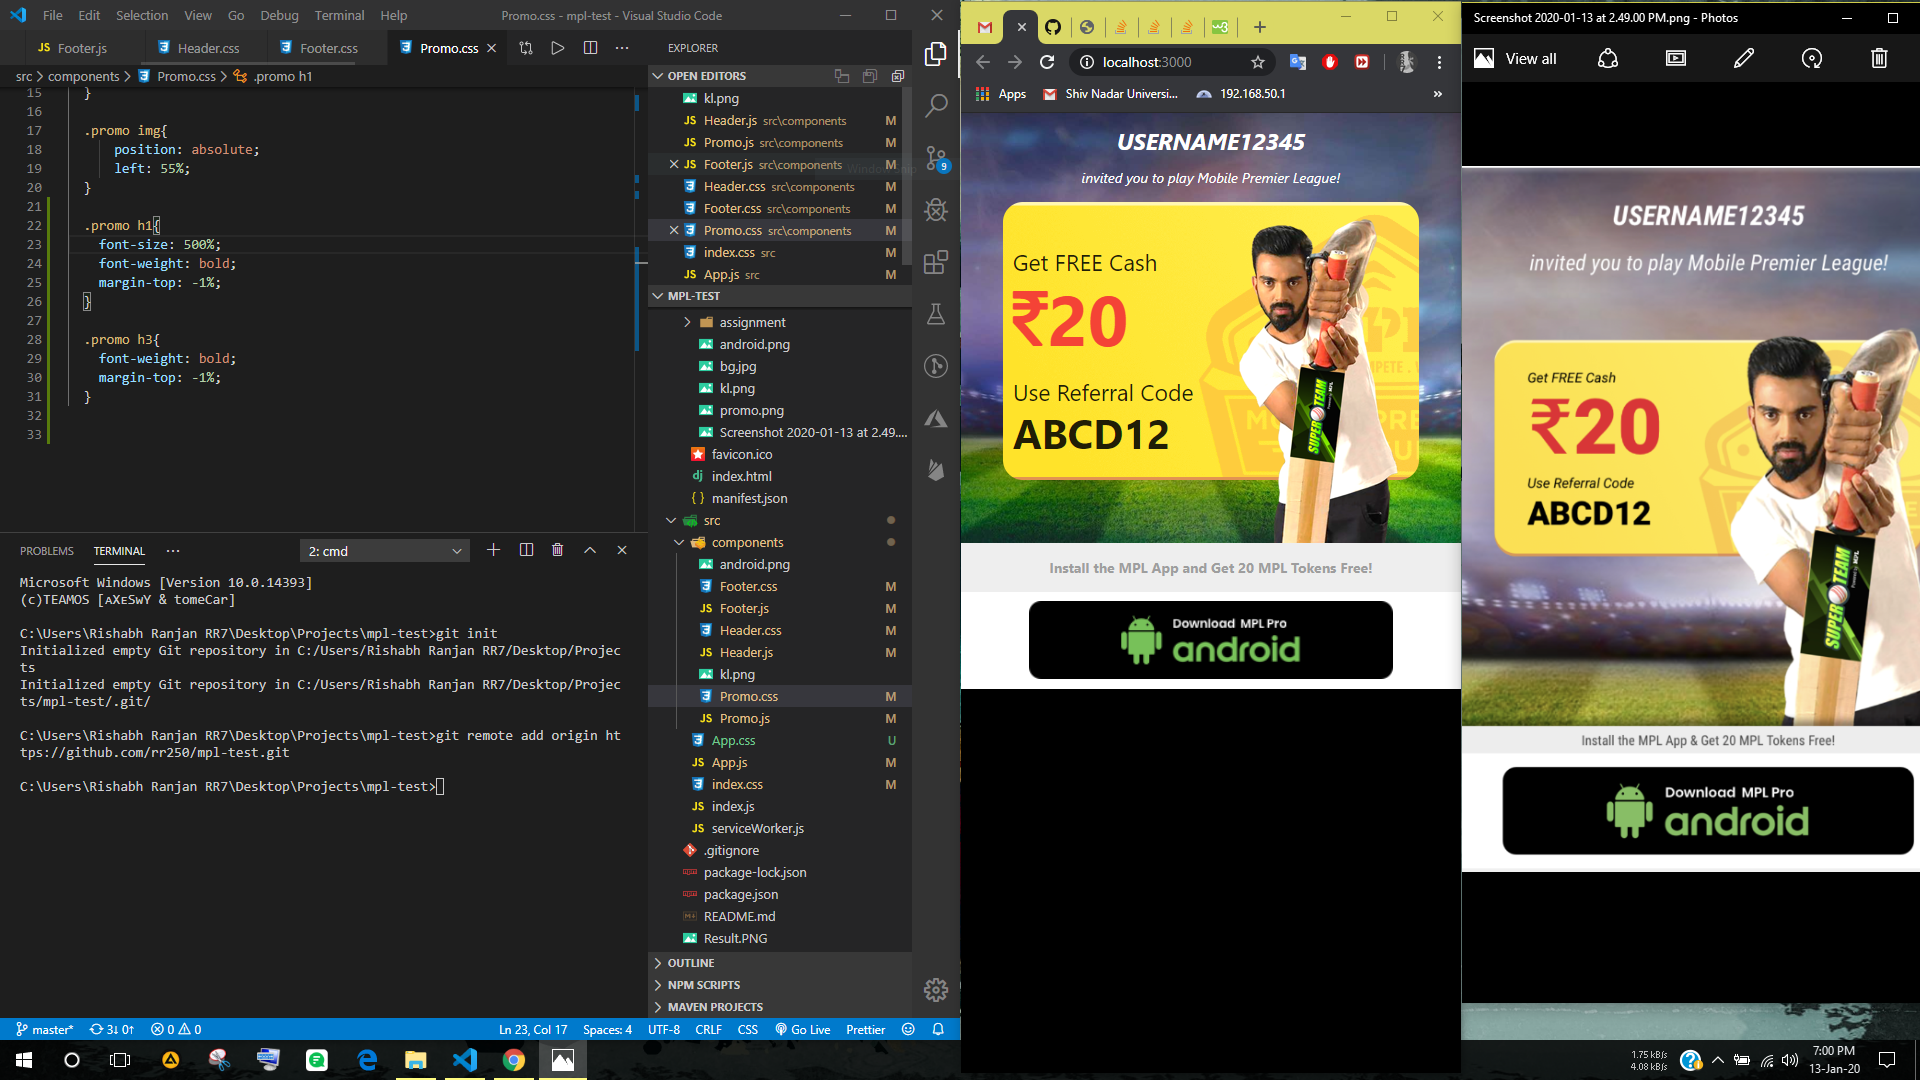 File Edit Selection View Go Debug Terminal Help
Promo.css - mpl-test - Visual Studio Code
Footer.js
Header.css
Footer.css
Promo.css
src > components > Promo.css > .promo h1
15 }
16
17 .promo img{
18 position: absolute;
19 left: 55%;
20 }
21
22 .promo h1{
23 font-size: 500%;
24 font-weight: bold;
25 margin-top: -1%;
26 }
27
28 .promo h3{
29 font-weight: bold;
30 margin-top: -1%;
31 }
32
33
PROBLEMS TERMINAL ···
2: cmd
Microsoft Windows [Version 10.0.14393]
(c)TEAMOS [ᴀXᴇSᴡY & tomeCar]
C:\Users\Rishabh Ranjan RR7\Desktop\Projects\mpl-test>git init
Initialized empty Git repository in C:/Users/Rishabh Ranjan RR7/Desktop/Projec
ts
Initialized empty Git repository in C:/Users/Rishabh Ranjan RR7/Desktop/Projec
ts/mpl-test/.git/
C:\Users\Rishabh Ranjan RR7\Desktop\Projects\mpl-test>git remote add origin ht
tps://github.com/rr250/mpl-test.git
C:\Users\Rishabh Ranjan RR7\Desktop\Projects\mpl-test>
EXPLORER
OPEN EDITORS
kl.png
JS Header.js src\components M
JS Promo.js src\components M
JS Footer.js src\components M
Header.css src\components M
Footer.css src\components M
Promo.css src\components M
index.css src M
JS App.js src M
MPL-TEST
assignment
android.png
bg.jpg
kl.png
promo.png
Screenshot 2020-01-13 at 2.49....
favicon.ico
dj index.html
{ } manifest.json
src
components
android.png
Footer.css M
JS Footer.js M
Header.css M
JS Header.js M
kl.png
Promo.css M
JS Promo.js M
App.css U
JS App.js M
index.css M
JS index.js
JS serviceWorker.js
.gitignore
package-lock.json
package.json
README.md
Result.PNG
OUTLINE
NPM SCRIPTS
MAVEN PROJECTS
9
master* 3↓ 0↑ 0 0
Ln 23, Col 17 Spaces: 4 UTF-8 CRLF CSS Go Live Prettier
localhost:3000
Apps Shiv Nadar Universi... 192.168.50.1 »
USERNAME12345
invited you to play Mobile Premier League!
Get FREE Cash
₹20
Use Referral Code
ABCD12
SUPER TEAM
Install the MPL App and Get 20 MPL Tokens Free!
Download MPL Pro
android
Screenshot 2020-01-13 at 2.49.00 PM.png - Photos
View all
USERNAME12345
invited you to play Mobile Premier League!
Get FREE Cash
₹20
Use Referral Code
ABCD12
SUPER TEAM
Install the MPL App & Get 20 MPL Tokens Free!
Download MPL Pro
android
1.75 kB/s
4.08 kB/s
7:00 PM
13-Jan-20